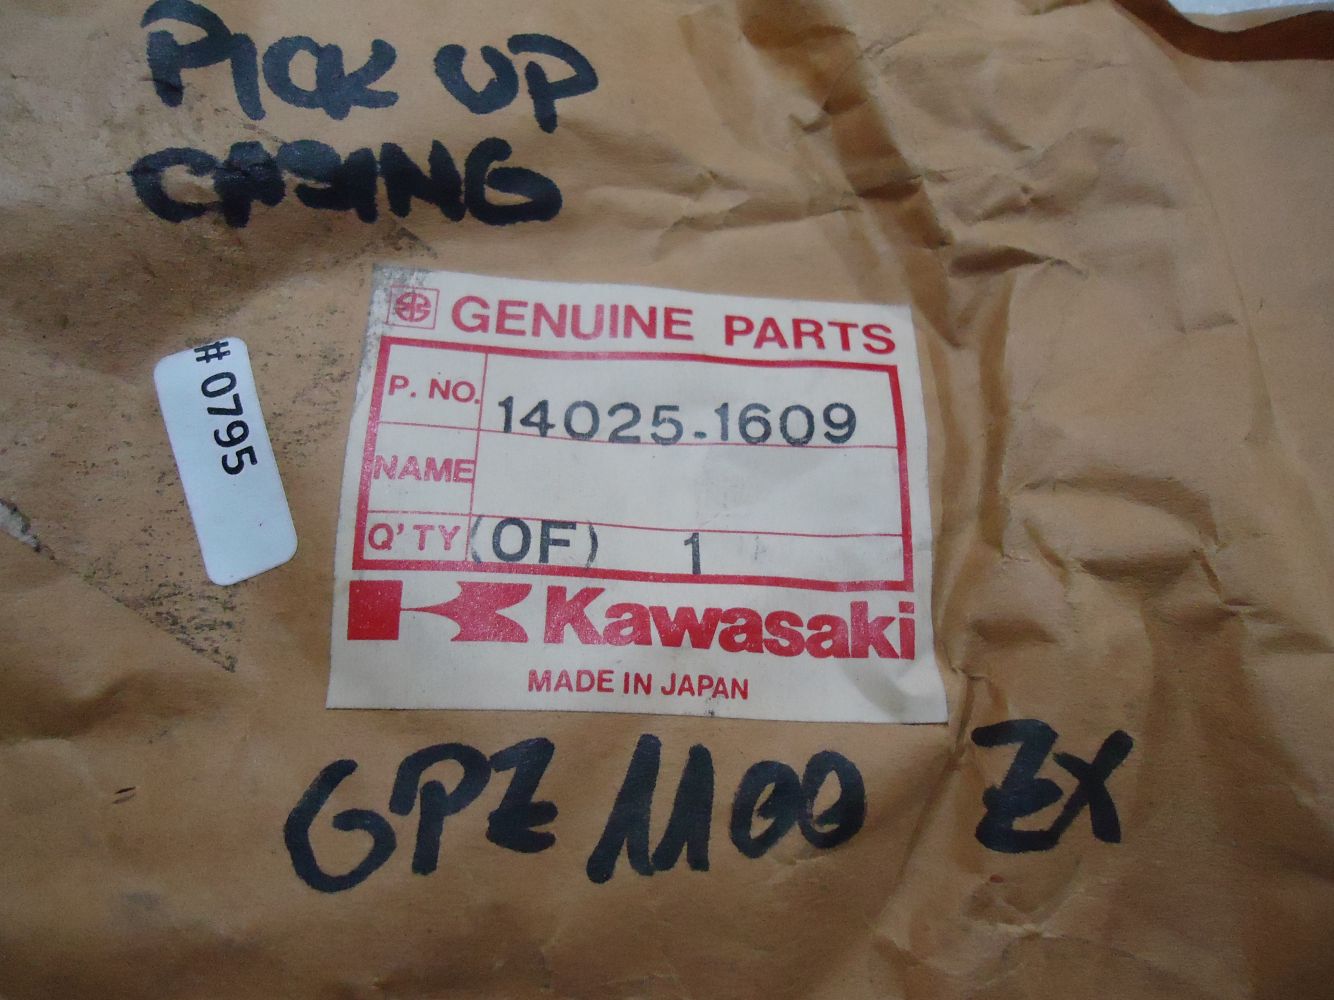 PICK UP
CASING
GENUINE PARTS
P. NO. 14025-1609
NAME
Q'TY (OF) 1
Kawasaki
MADE IN JAPAN
# 0795
GPZ 1100 ZX